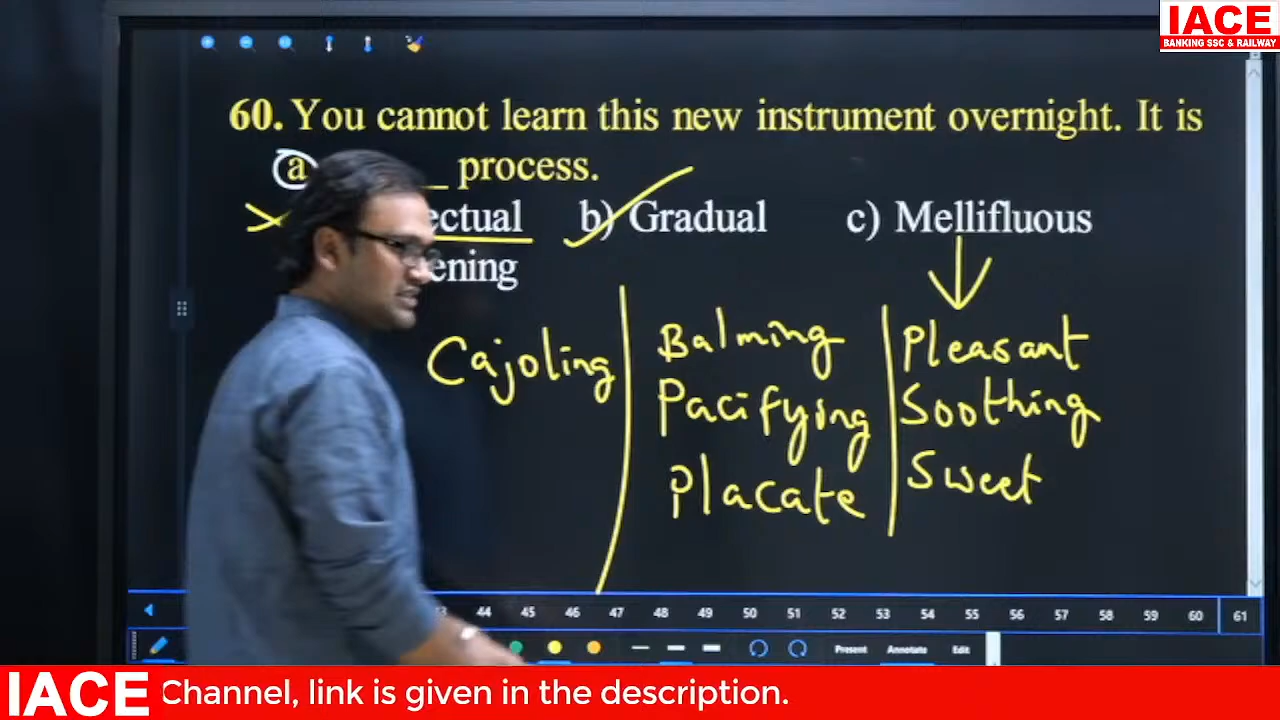 IACE
BANKING SSC & RAILWAY
60. You cannot learn this new instrument overnight. It is
a ___ process.
b) Gradual c) Mellifluous
Cajoling
Balming
Pacifying
Placate
Pleasant
Soothing
Sweet
44 45 46 47 48 49 50 51 52 53 54 55 56 57 58 59 60 61
Present Annotate Edit
IACE Channel, link is given in the description.